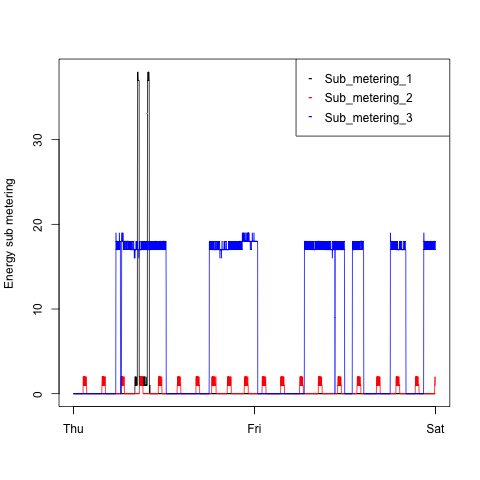 Sub_metering_1
Sub_metering_2
Sub_metering_3
Energy sub metering
30
20
10
0
Thu Fri Sat